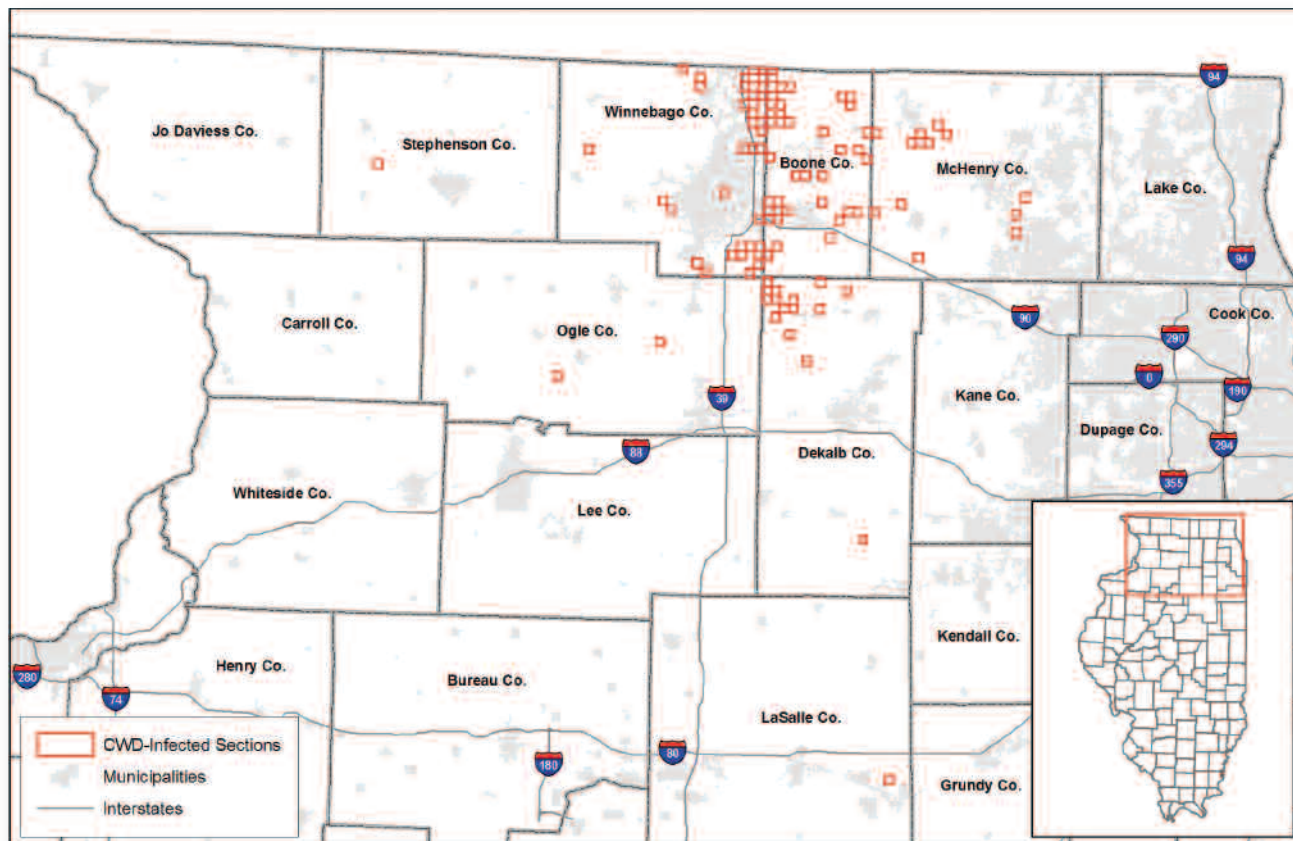 94
Jo Daviess Co.
Stephenson Co.
Winnebago Co.
Boone Co.
McHenry Co.
Lake Co.
94
Carroll Co.
Ogle Co.
90
Cook Co.
290
39
0
190
Kane Co.
Dupage Co.
294
88
Dekalb Co.
355
Whiteside Co.
Lee Co.
Kendall Co.
Henry Co.
Bureau Co.
280
74
LaSalle Co.
80
180
Grundy Co.
CWD-Infected Sections
Municipalities
Interstates